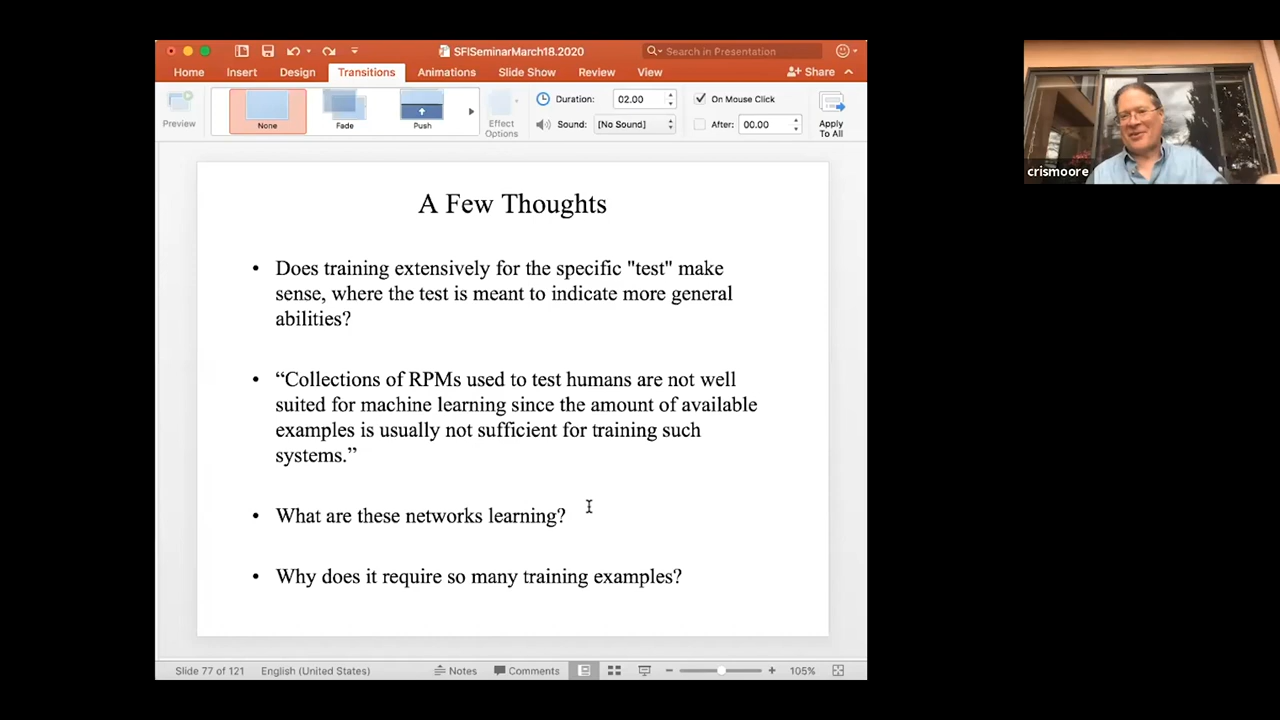 SFISeminarMarch18.2020
Search in Presentation
Home Insert Design Transitions Animations Slide Show Review View Share
Preview
None Fade Push
Effect Options
Duration: 02.00
Sound: [No Sound]
On Mouse Click
After: 00.00
Apply To All
A Few Thoughts
• Does training extensively for the specific "test" make
sense, where the test is meant to indicate more general
abilities?
• “Collections of RPMs used to test humans are not well
suited for machine learning since the amount of available
examples is usually not sufficient for training such
systems.”
• What are these networks learning?
• Why does it require so many training examples?
Slide 77 of 121 English (United States) Notes Comments 105%
crismoore